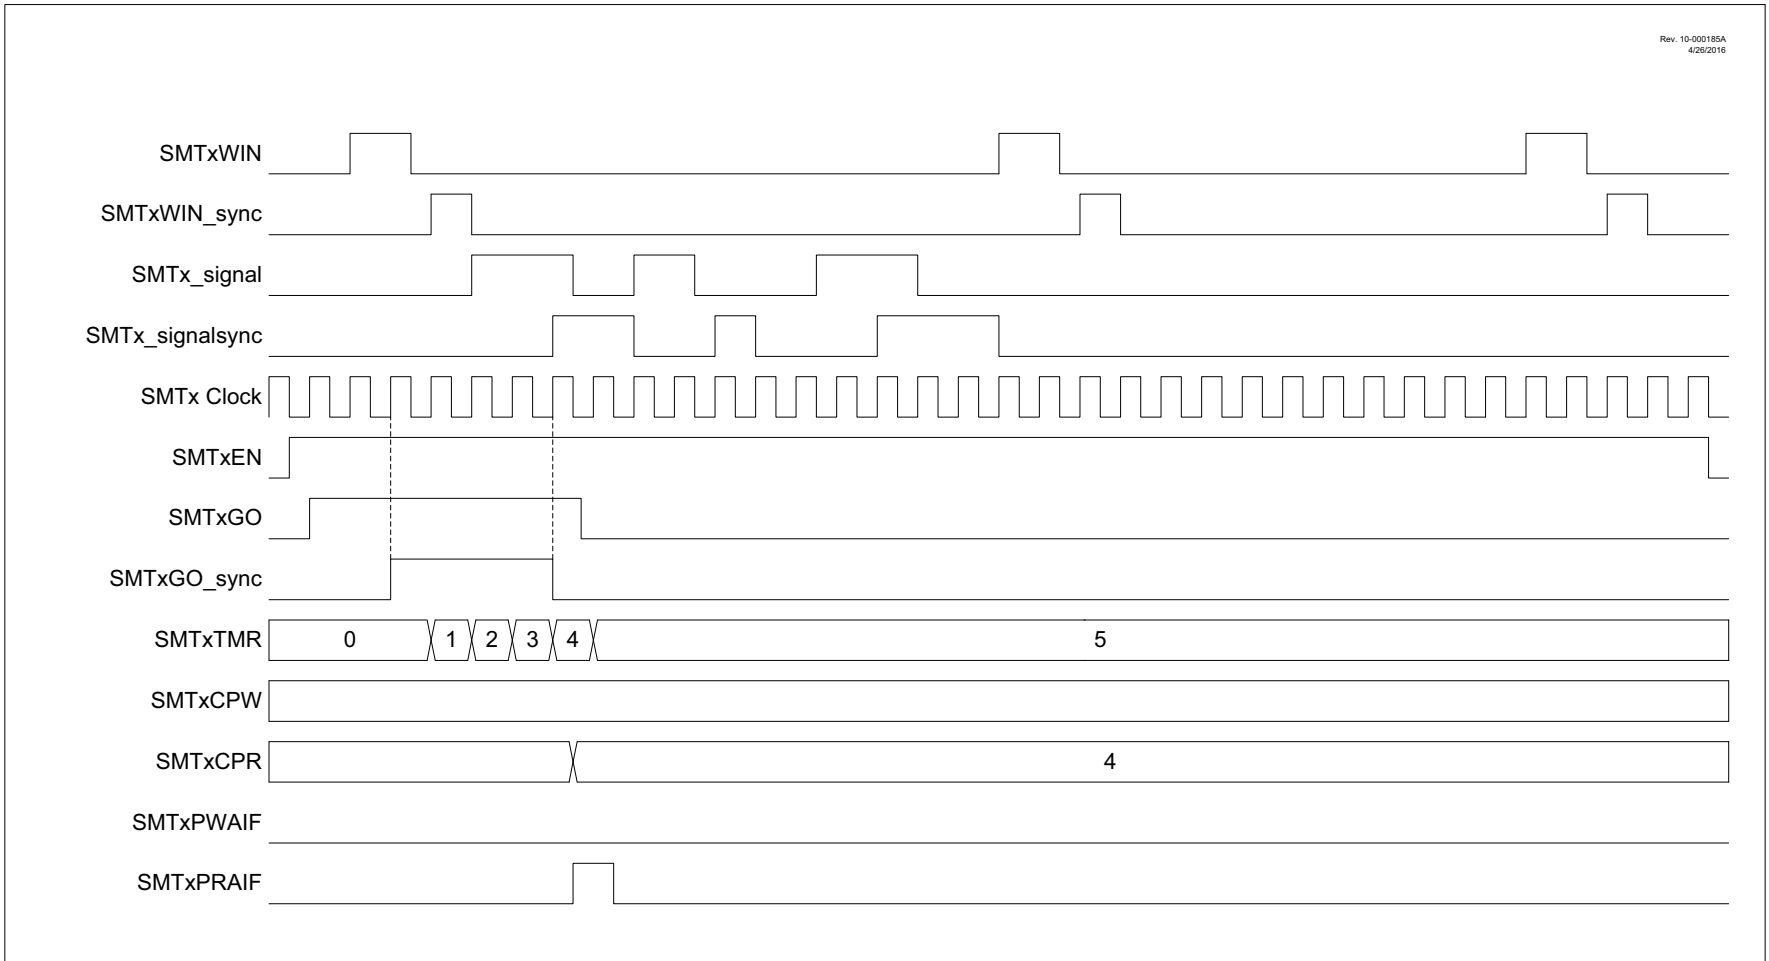 Rev. 10-000185A
4/26/2016
SMTxWIN
SMTxWIN_sync
SMTx_signal
SMTx_signalsync
SMTx Clock
SMTxEN
SMTxGO
SMTxGO_sync
SMTxTMR 0 1 2 3 4 5
SMTxCPW
SMTxCPR 4
SMTxPWAIF
SMTxPRAIF